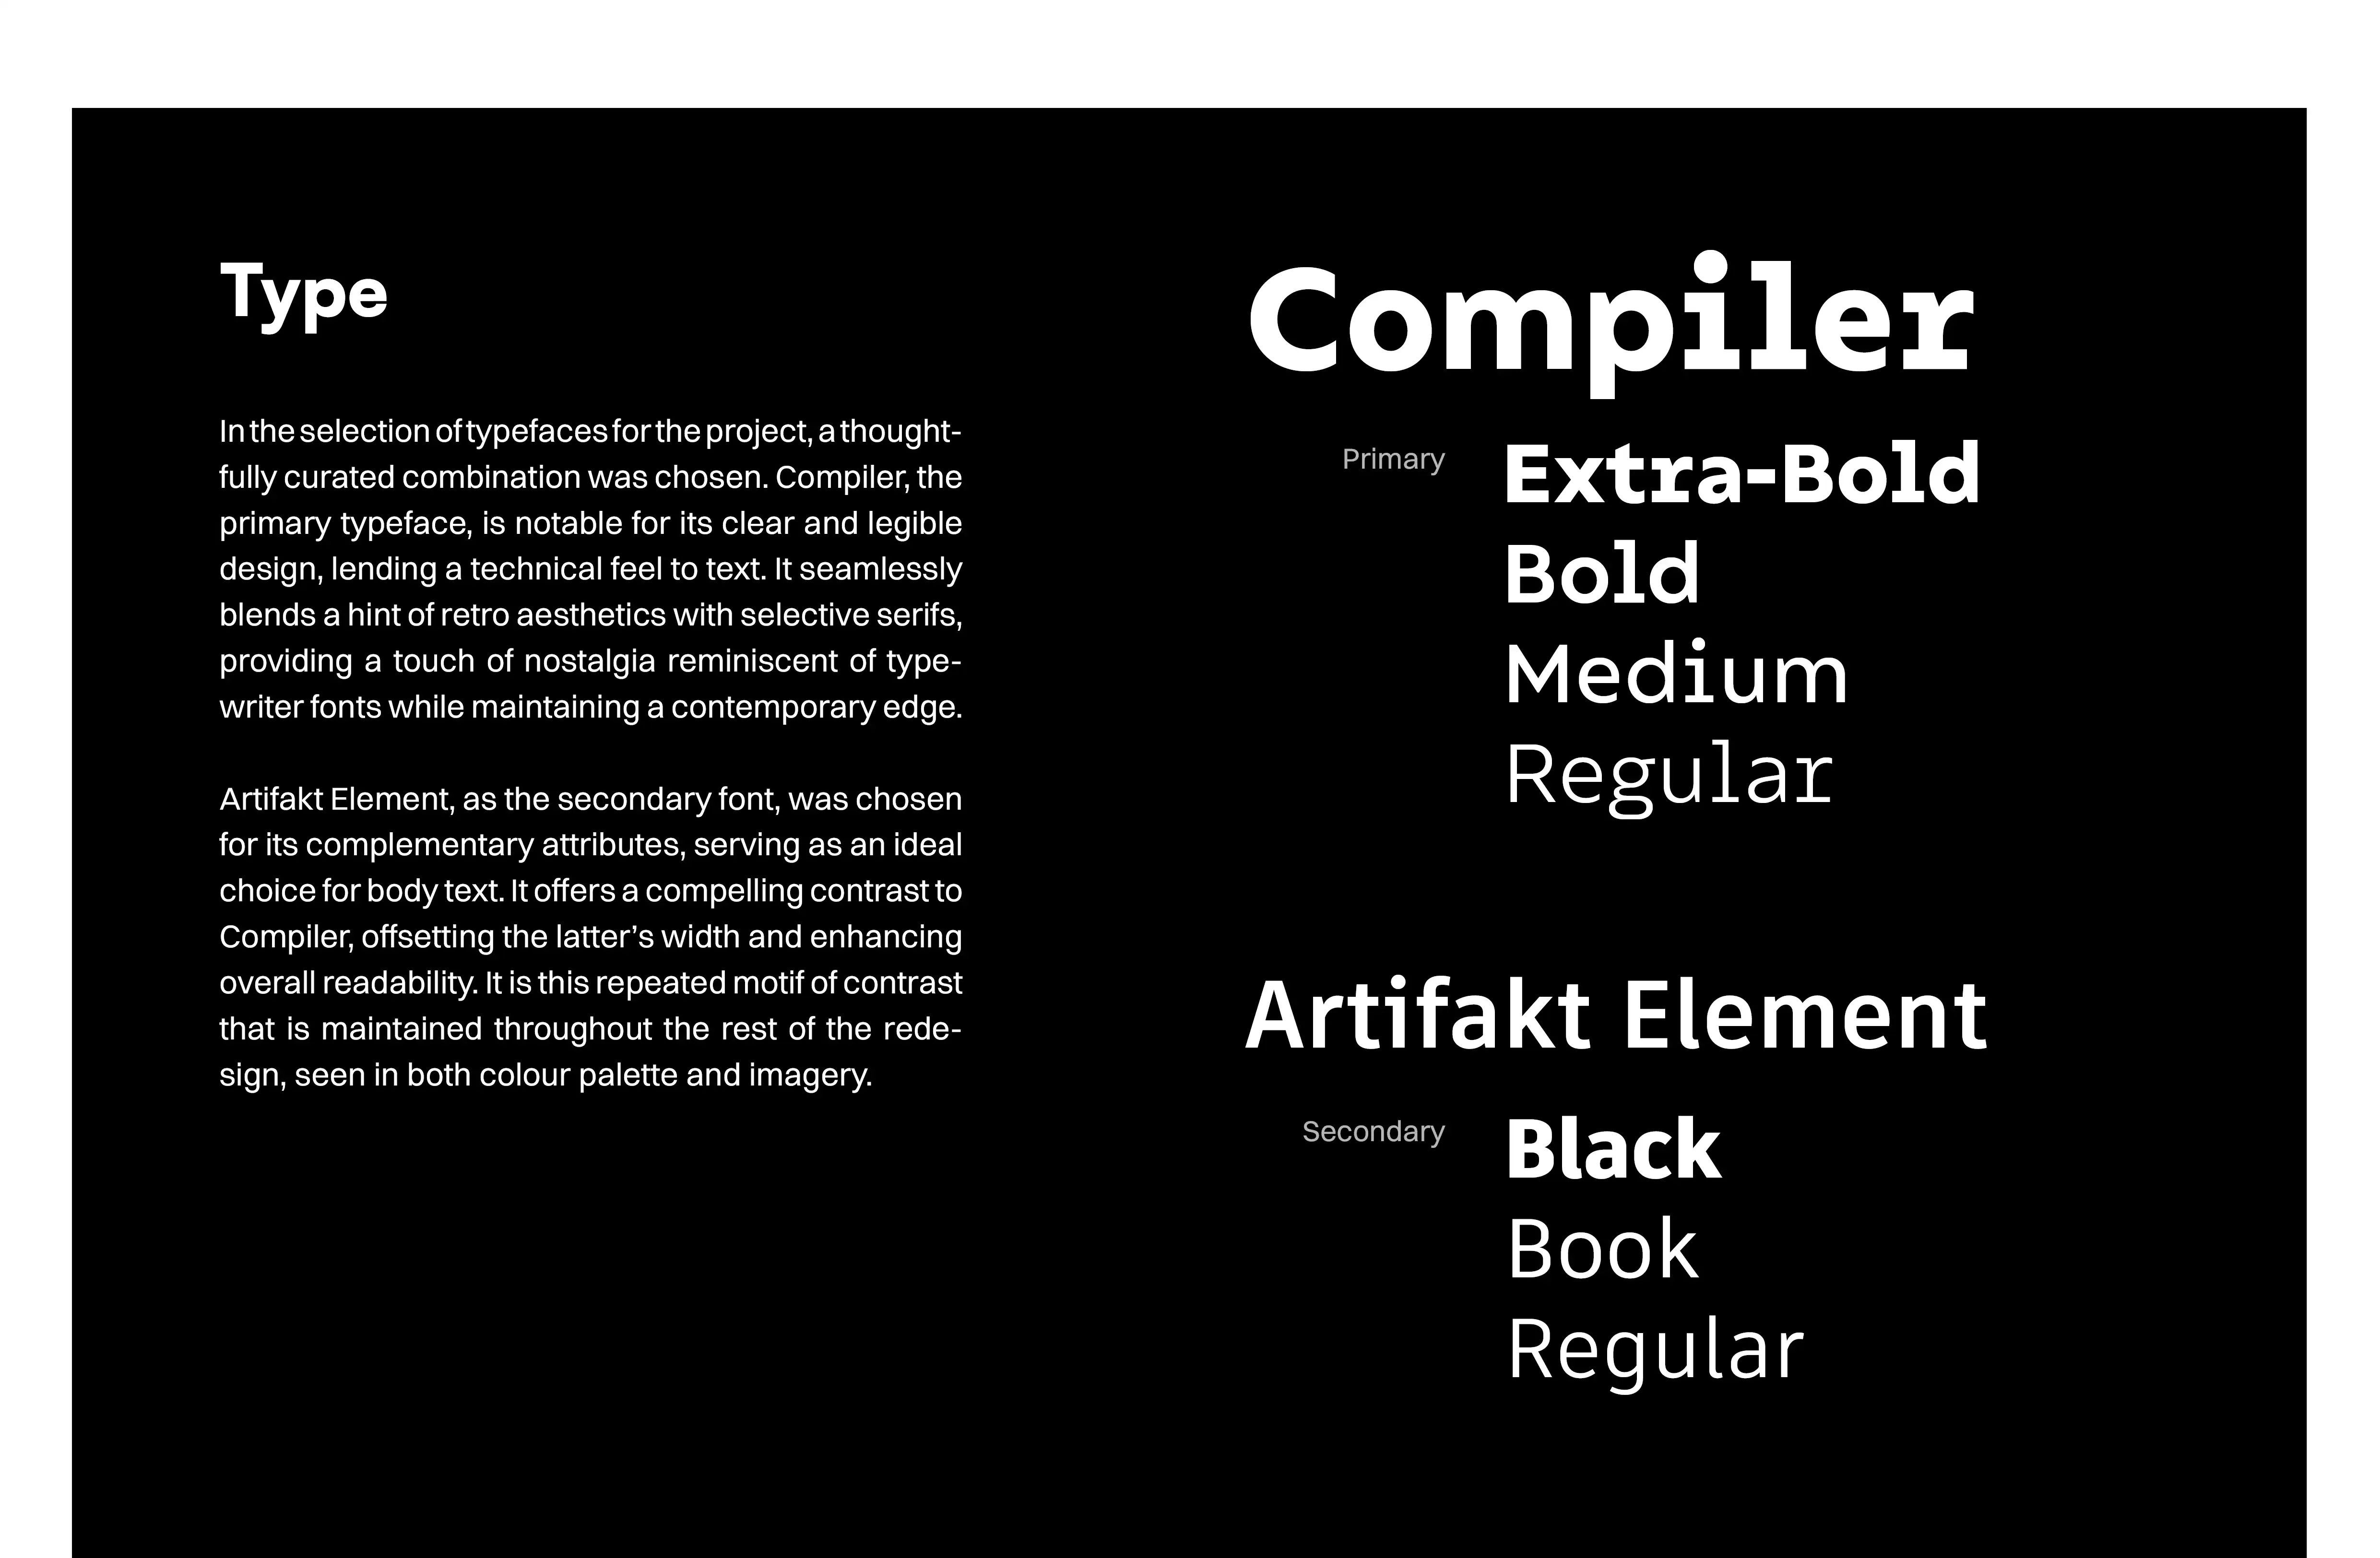 Type
In the selection of typefaces for the project, a thought-
fully curated combination was chosen. Compiler, the
primary typeface, is notable for its clear and legible
design, lending a technical feel to text. It seamlessly
blends a hint of retro aesthetics with selective serifs,
providing a touch of nostalgia reminiscent of type-
writer fonts while maintaining a contemporary edge.
Artifakt Element, as the secondary font, was chosen
for its complementary attributes, serving as an ideal
choice for body text. It offers a compelling contrast to
Compiler, offsetting the latter’s width and enhancing
overall readability. It is this repeated motif of contrast
that is maintained throughout the rest of the rede-
sign, seen in both colour palette and imagery.
Compiler
Primary
Extra-Bold
Bold
Medium
Regular
Artifakt Element
Secondary
Black
Book
Regular